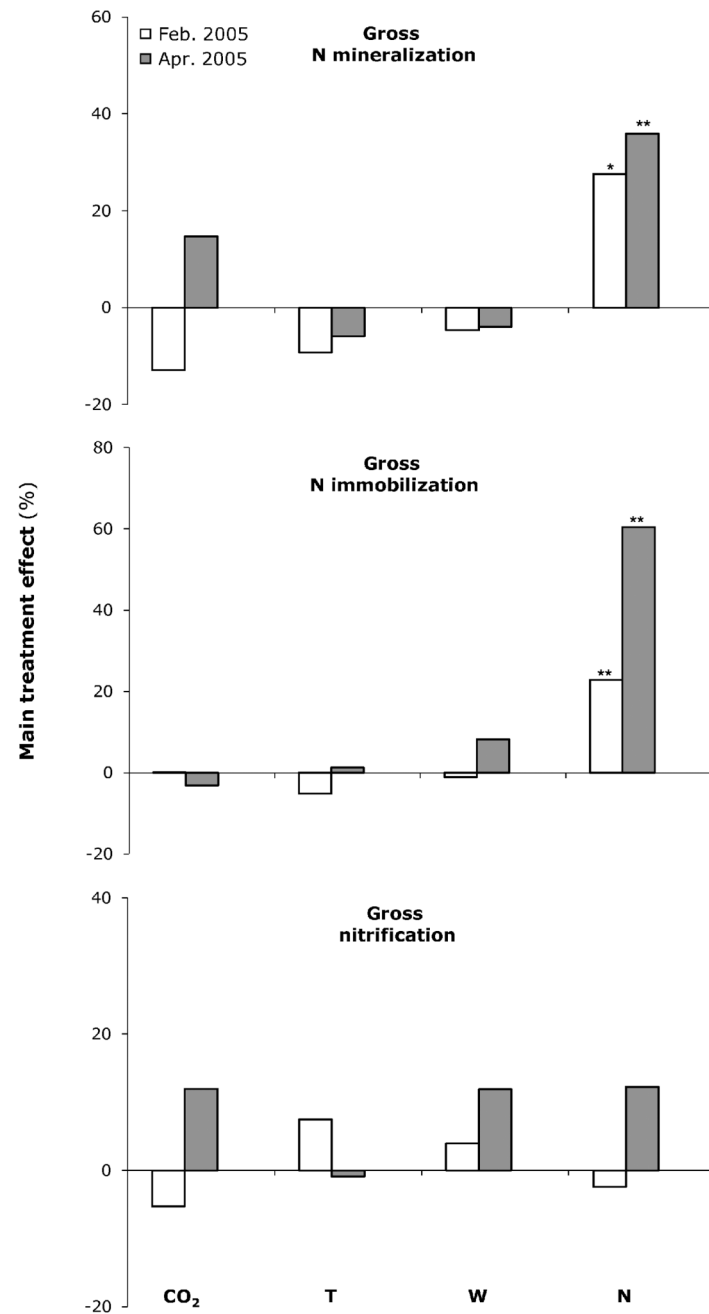 Main treatment effect (%)
60
40
20
0
-20
Feb. 2005
Apr. 2005
Gross
N mineralization
*
**
80
60
40
20
0
-20
Gross
N immobilization
**
**
40
20
0
-20
Gross
nitrification
CO₂ T W N